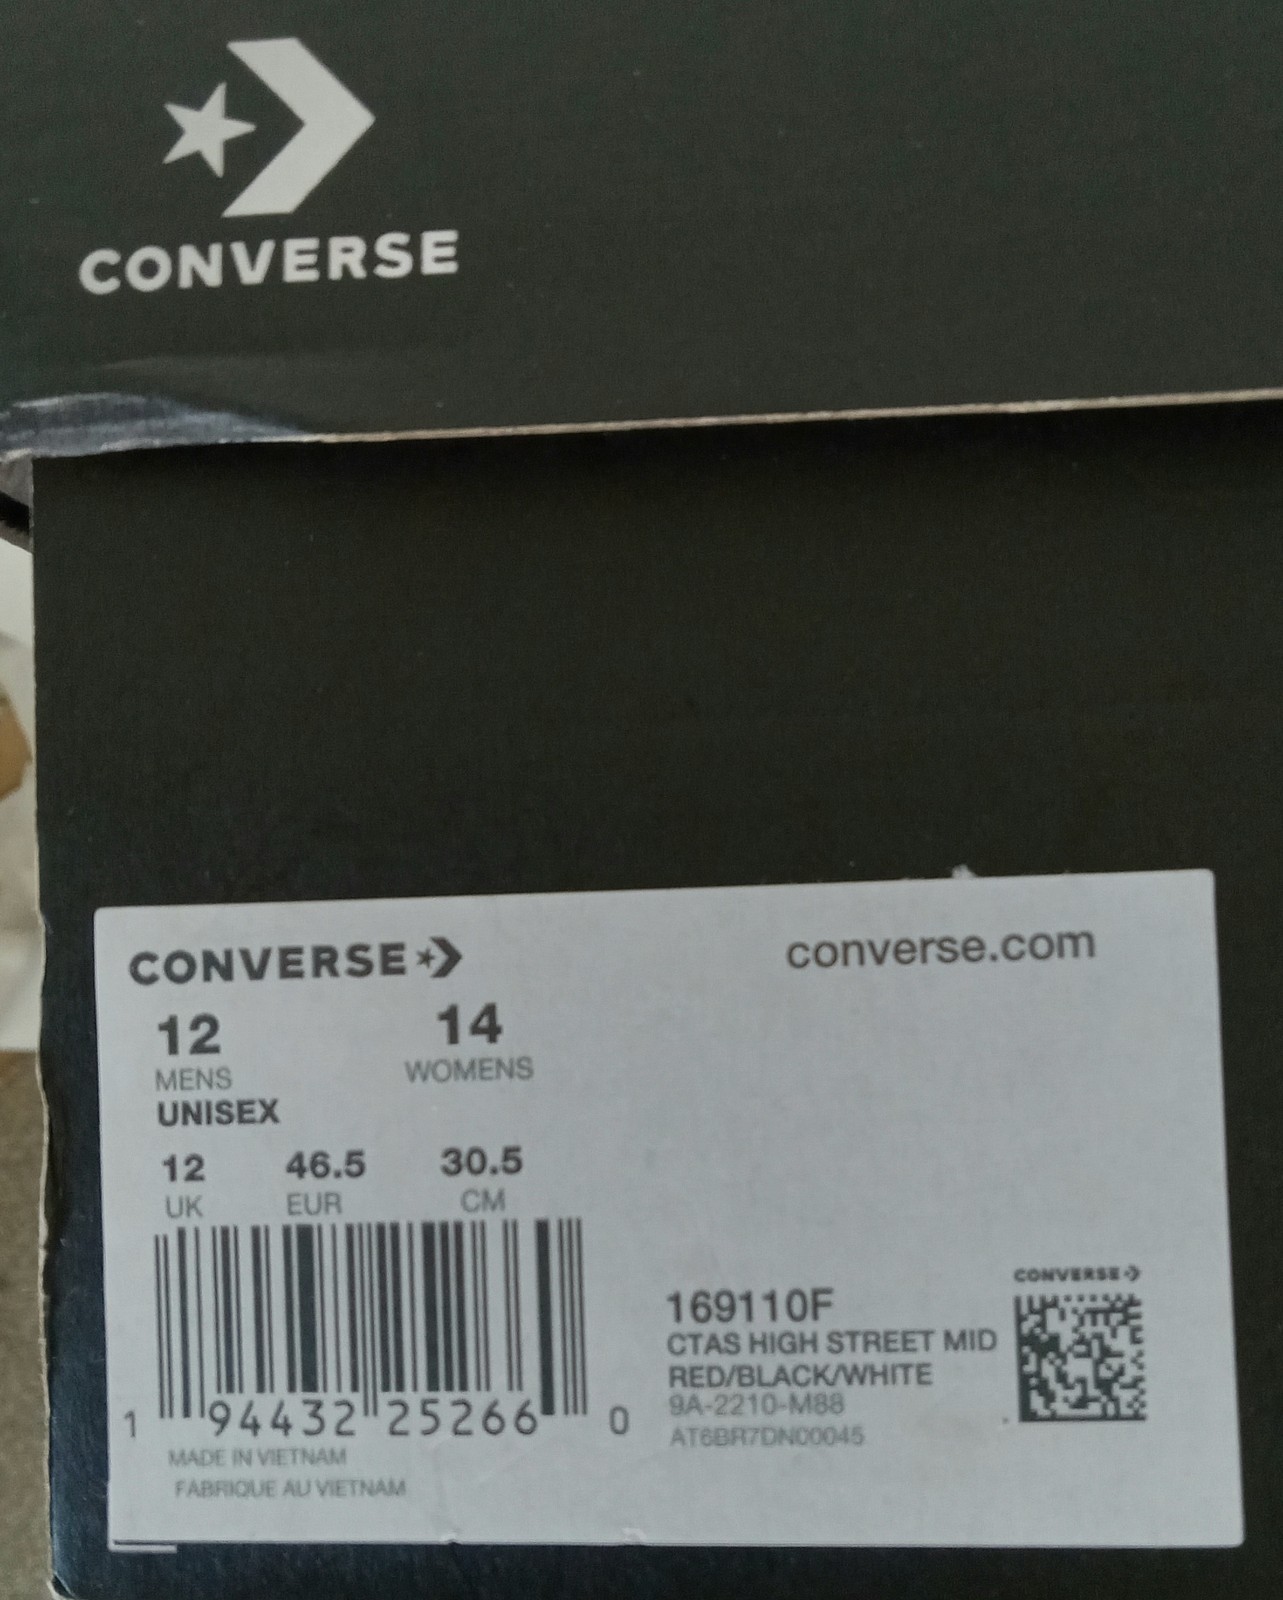 CONVERSE
CONVERSE
converse.com
12 14
MENS WOMENS
UNISEX
12 46.5 30.5
UK EUR CM
1 94432 25266 0
MADE IN VIETNAM
FABRIQUE AU VIETNAM
CONVERSE
169110F
CTAS HIGH STREET MID
RED/BLACK/WHITE
9A-2210-M88
AT6BR7DN00045